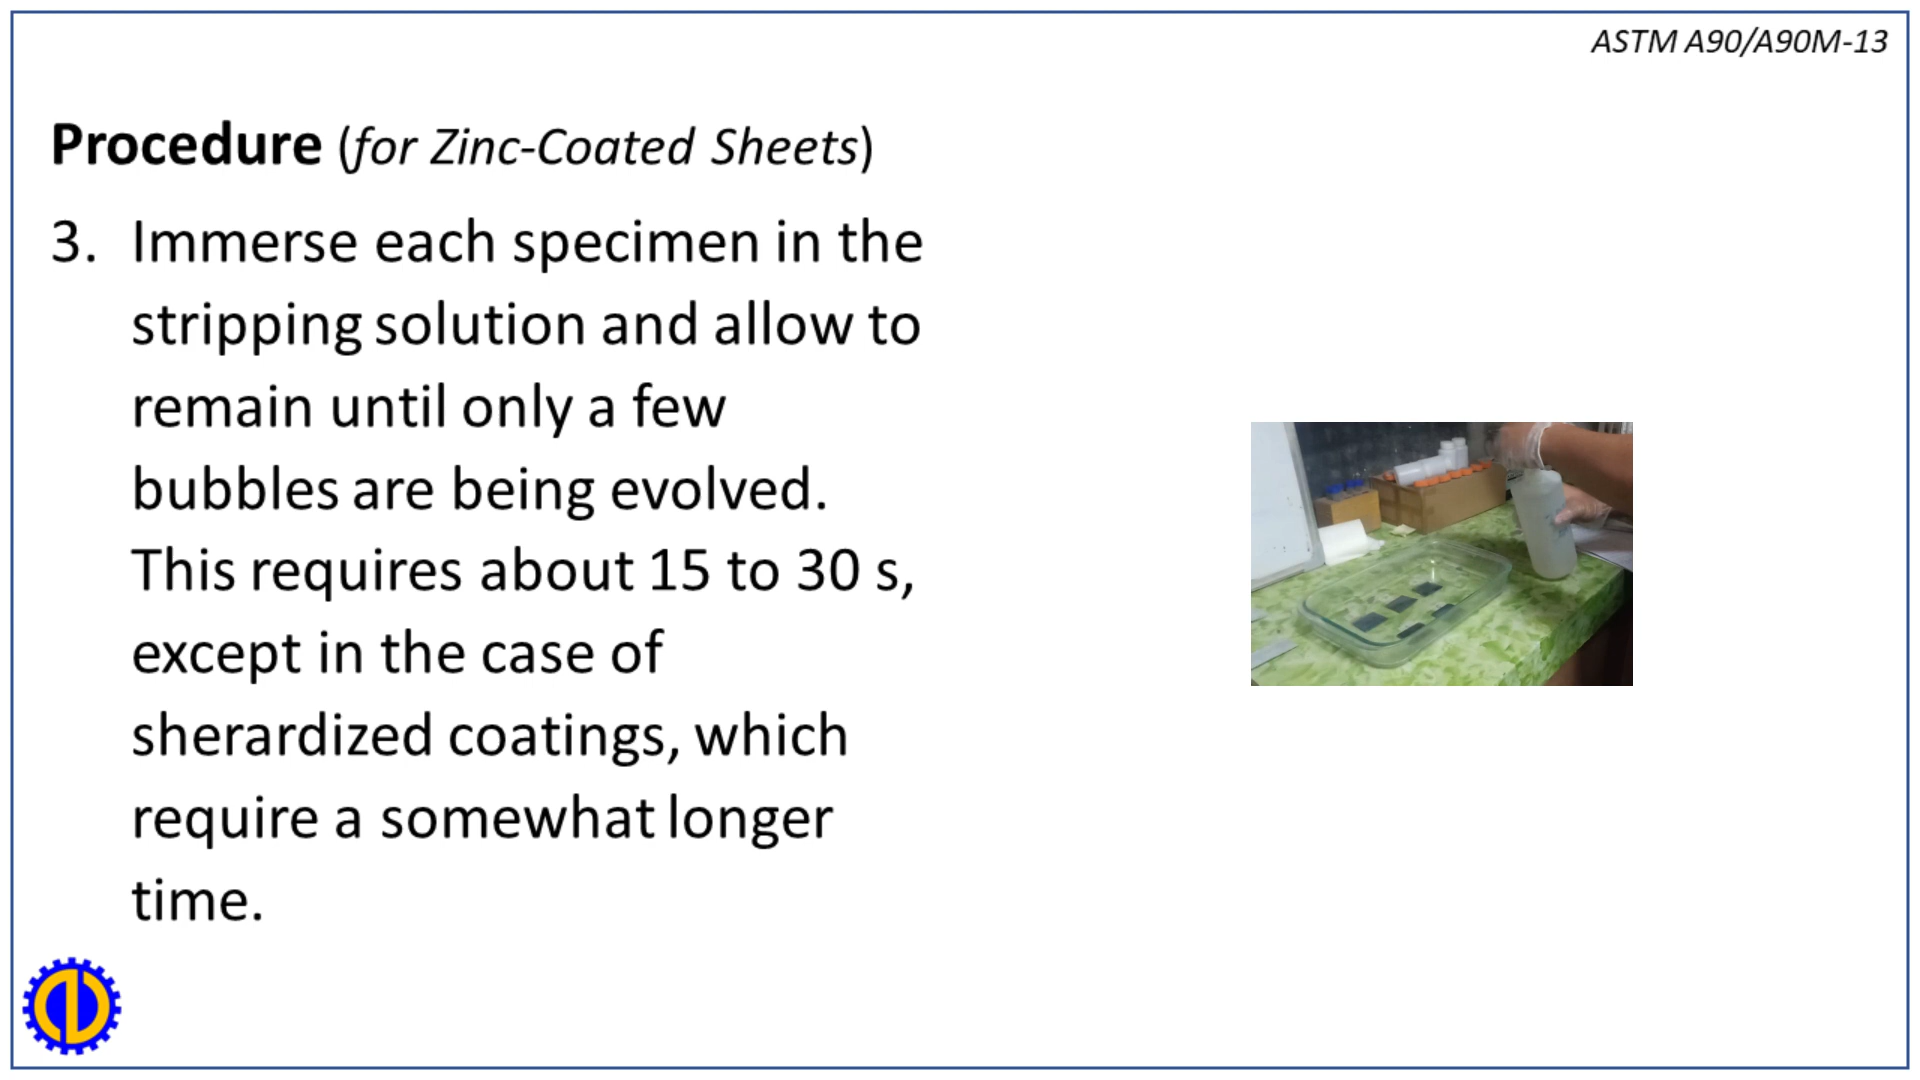 ASTM A90/A90M-13
Procedure (for Zinc-Coated Sheets)
3. Immerse each specimen in the
stripping solution and allow to
remain until only a few
bubbles are being evolved.
This requires about 15 to 30 s,
except in the case of
sherardized coatings, which
require a somewhat longer
time.